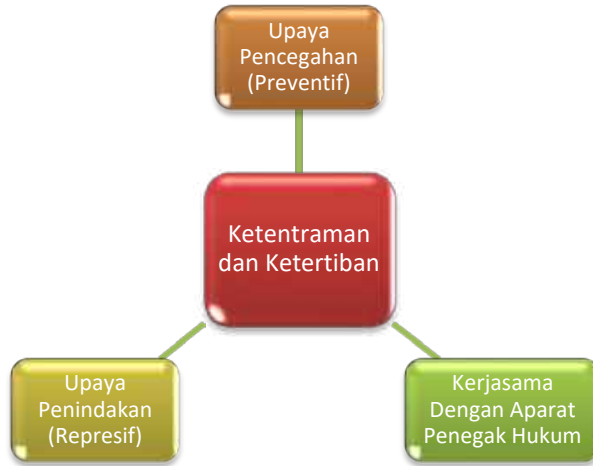 Upaya
Pencegahan
(Preventif)
Ketentraman
dan Ketertiban
Upaya
Penindakan
(Represif)
Kerjasama
Dengan Aparat
Penegak Hukum